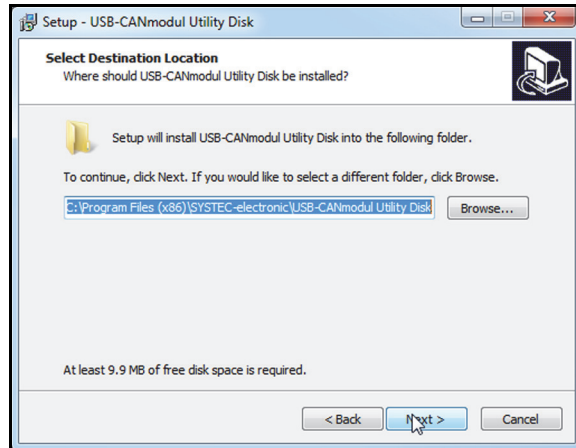 Setup - USB-CANmodul Utility Disk
Select Destination Location
Where should USB-CANmodul Utility Disk be installed?
Setup will install USB-CANmodul Utility Disk into the following folder.
To continue, click Next. If you would like to select a different folder, click Browse.
C:\Program Files (x86)\SYSTEC-electronic\USB-CANmodul Utility Disk
Browse...
At least 9.9 MB of free disk space is required.
< Back
Next >
Cancel